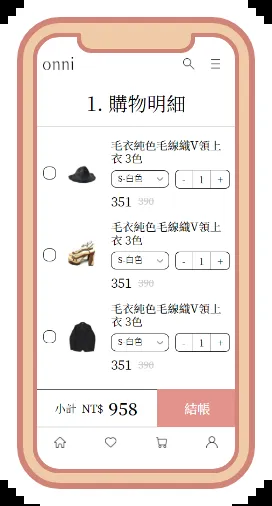 onni
1. 購物明細
毛衣純色毛線織V領上
衣 3色
S-白色
- 1 +
351 390
毛衣純色毛線織V領上
衣 3色
S-白色
- 1 +
351 390
毛衣純色毛線織V領上
衣 3色
S-白色
- 1 +
351 390
小計 NT$ 958 結帳